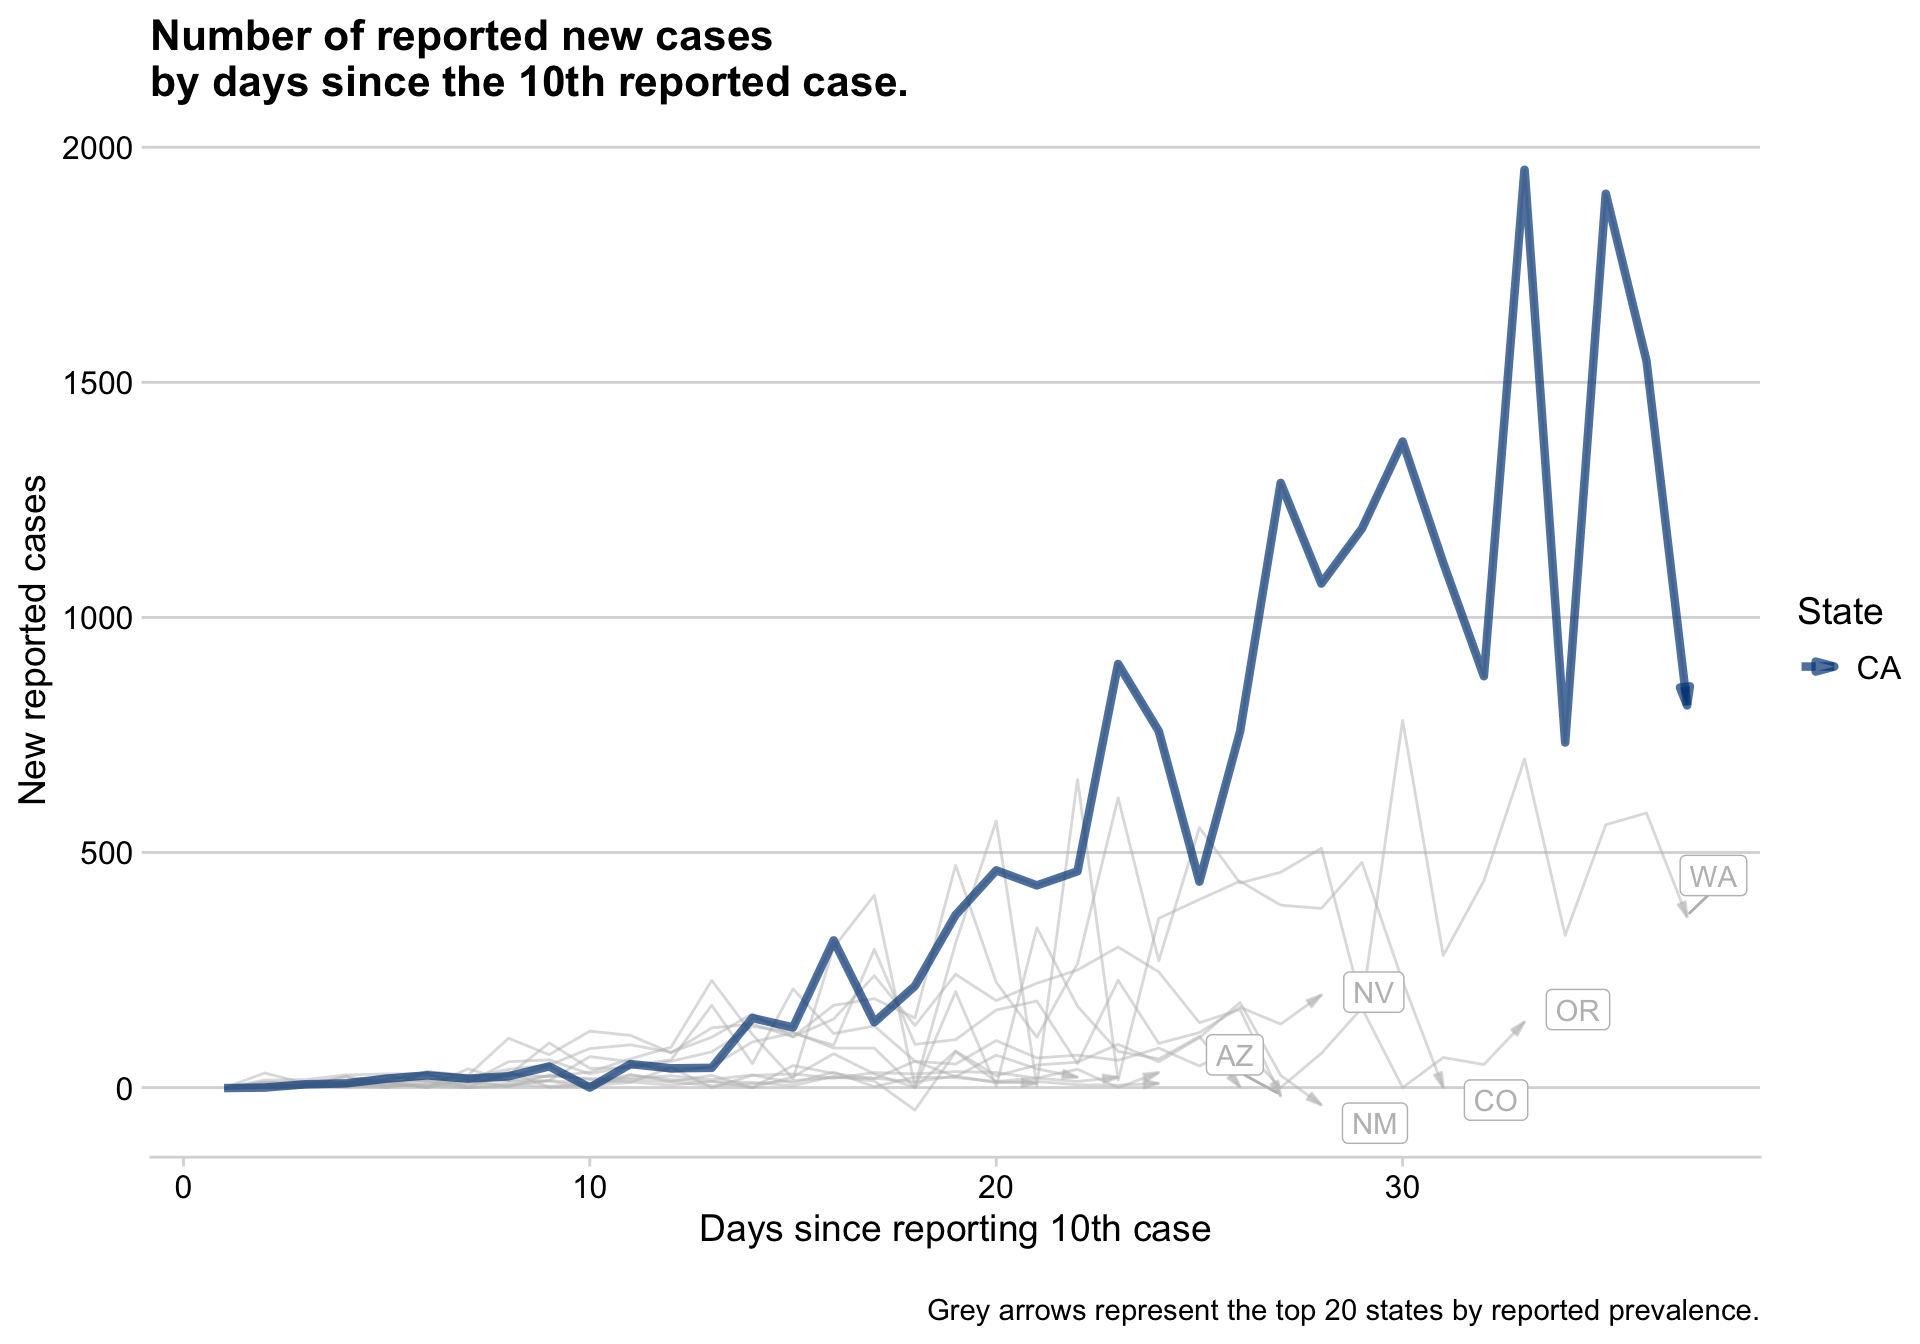 Number of reported new cases
by days since the 10th reported case.
2000
1500
1000
500
0
New reported cases
WA
NV
OR
AZ
CO
NM
State
CA
0 10 20 30
Days since reporting 10th case
Grey arrows represent the top 20 states by reported prevalence.